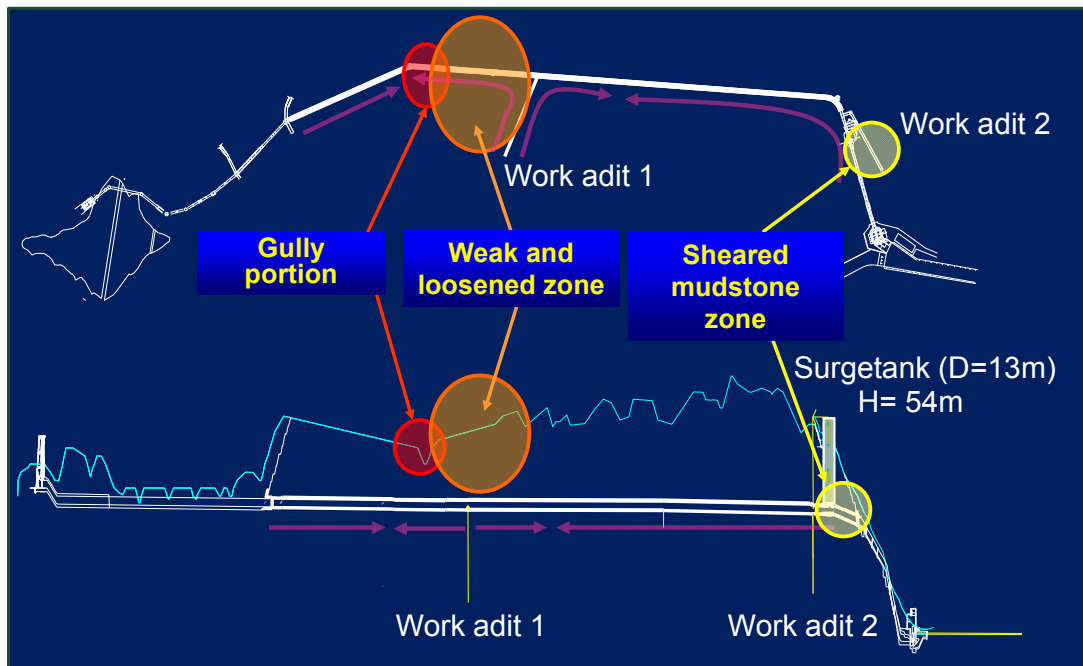 Work adit 2
Work adit 1
Gully
portion
Weak and
loosened zone
Sheared
mudstone
zone
Surgetank (D=13m)
H= 54m
Work adit 1
Work adit 2